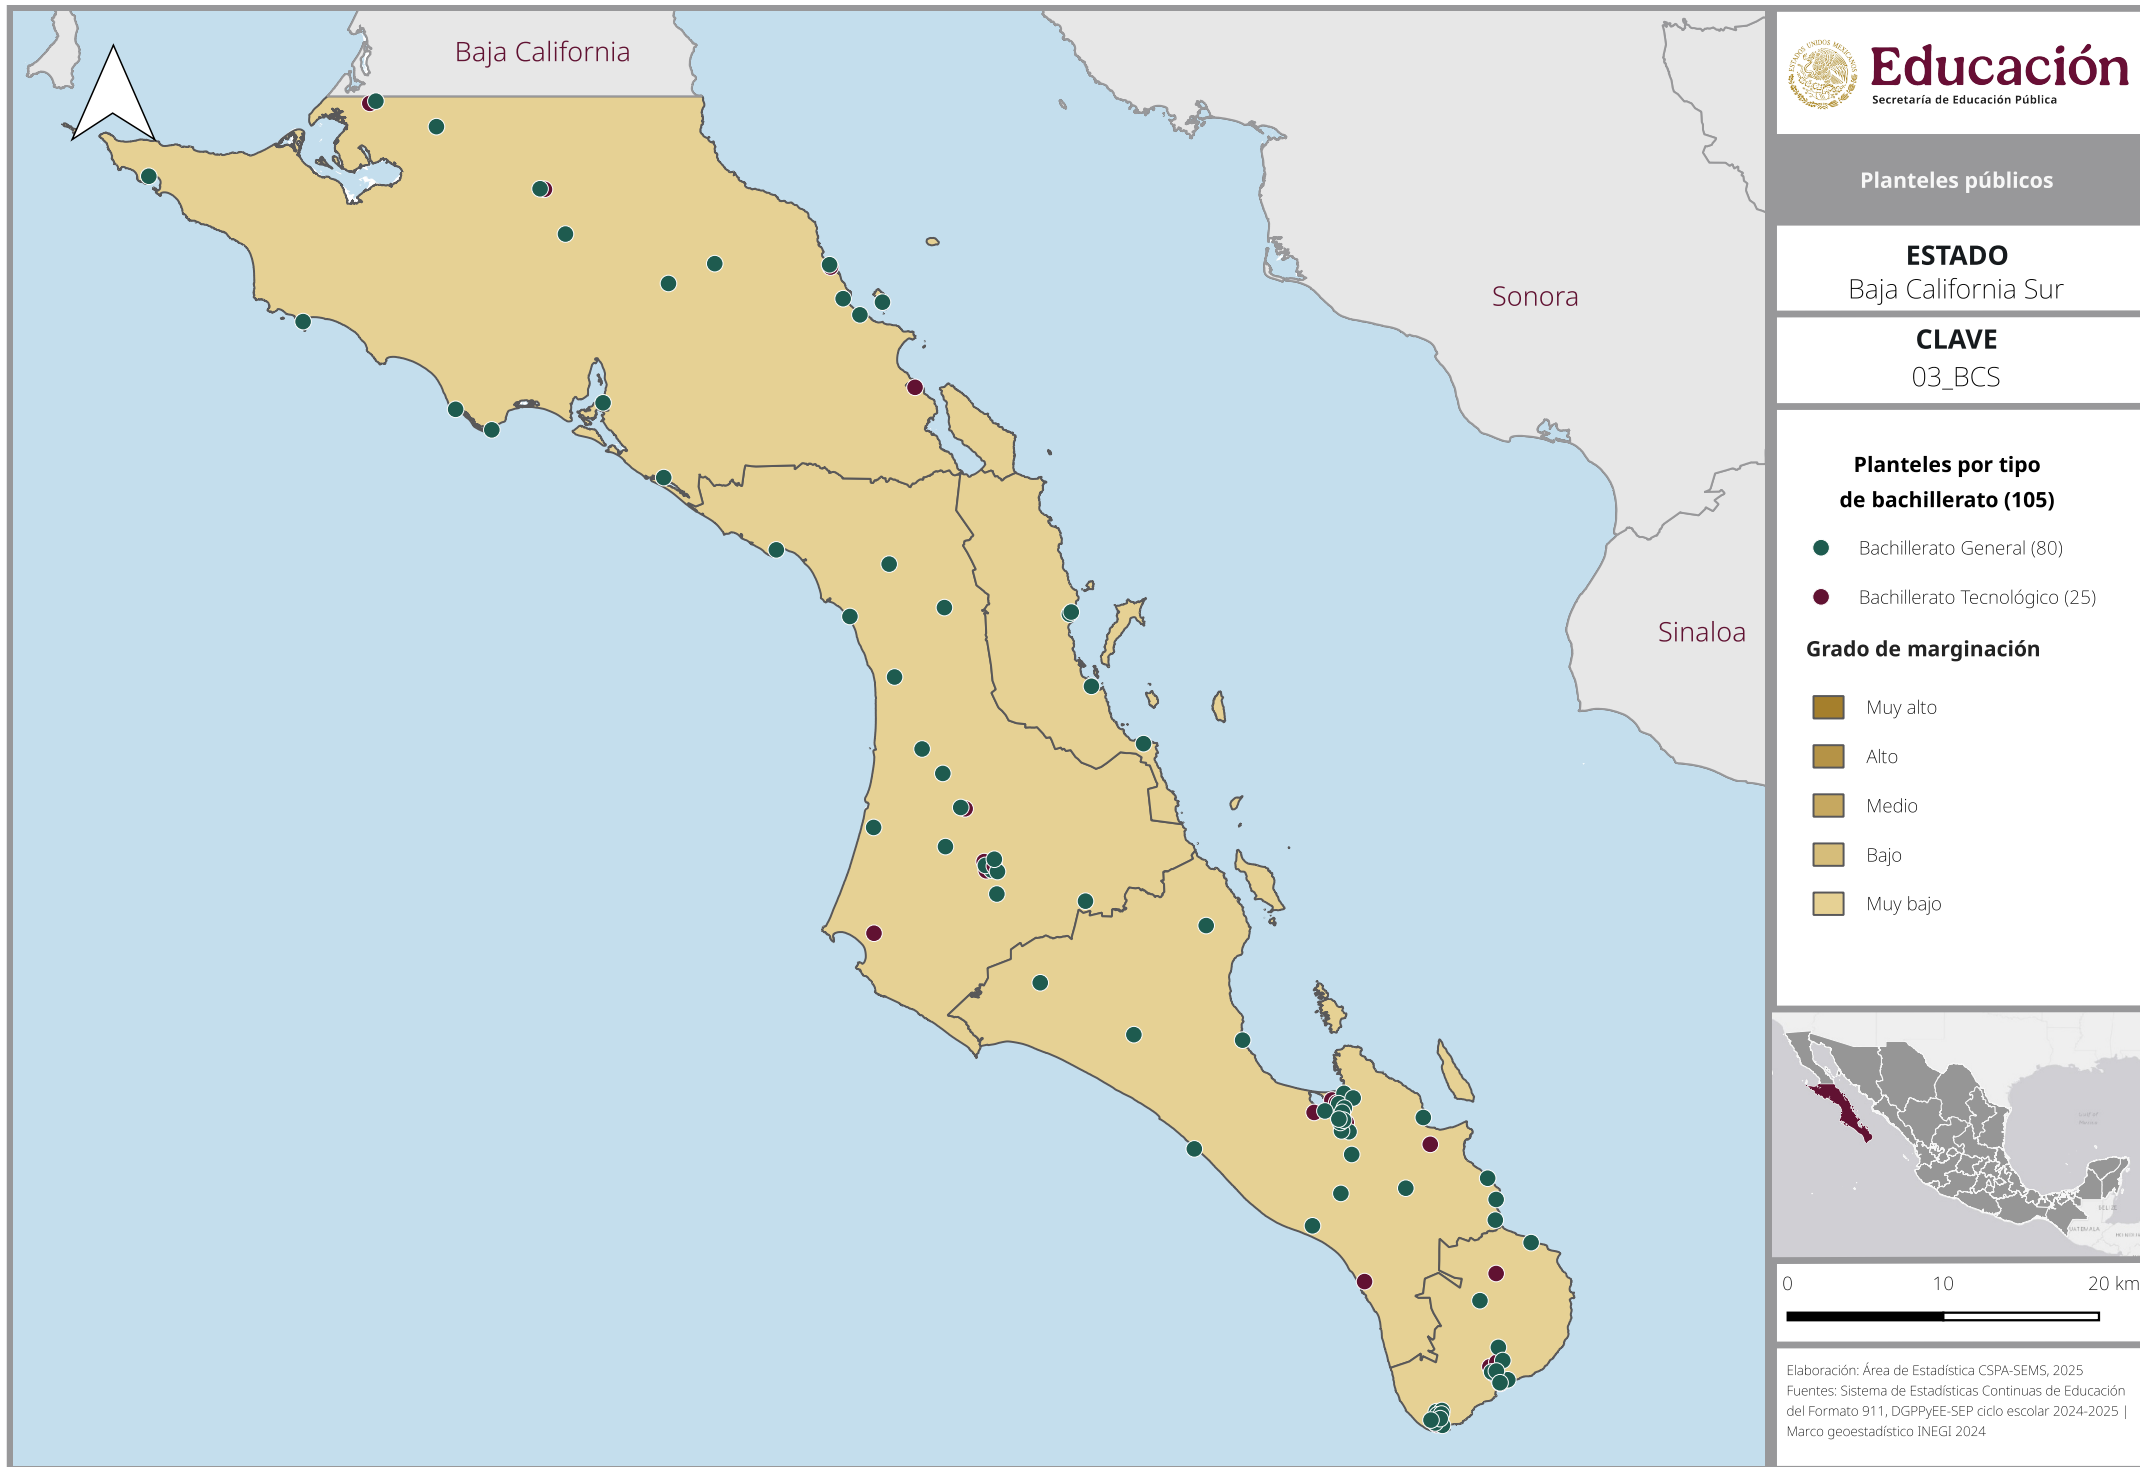 Baja California
Sonora
Sinaloa
Educación
Secretaría de Educación Pública
Planteles públicos
ESTADO
Baja California Sur
CLAVE
03_BCS
Planteles por tipo
de bachillerato (105)
Bachillerato General (80)
Bachillerato Tecnológico (25)
Grado de marginación
Muy alto
Alto
Medio
Bajo
Muy bajo
0 10 20 km
Elaboración: Área de Estadística CSPA-SEMS, 2025
Fuentes: Sistema de Estadísticas Continuas de Educación
del Formato 911, DGPPyEE-SEP ciclo escolar 2024-2025 |
Marco geoestadístico INEGI 2024